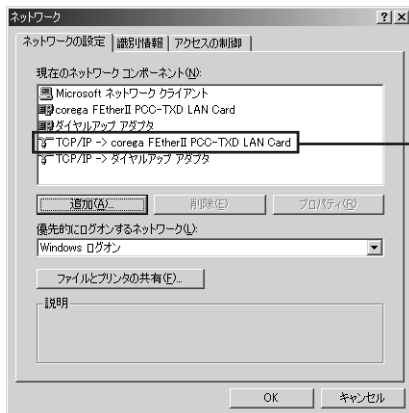 ネットワーク
ネットワークの設定 識別情報 アクセスの制御
現在のネットワーク コンポーネント(N):
Microsoft ネットワーク クライアント
corega FEtherII PCC-TXD LAN Card
ダイヤルアップ アダプタ
TCP/IP -> corega FEtherII PCC-TXD LAN Card
TCP/IP -> ダイヤルアップ アダプタ
追加(A)... 削除(E) プロパティ(R)
優先的にログオンするネットワーク(L):
Windows ログオン
ファイルとプリンタの共有(F)...
説明
OK キャンセル